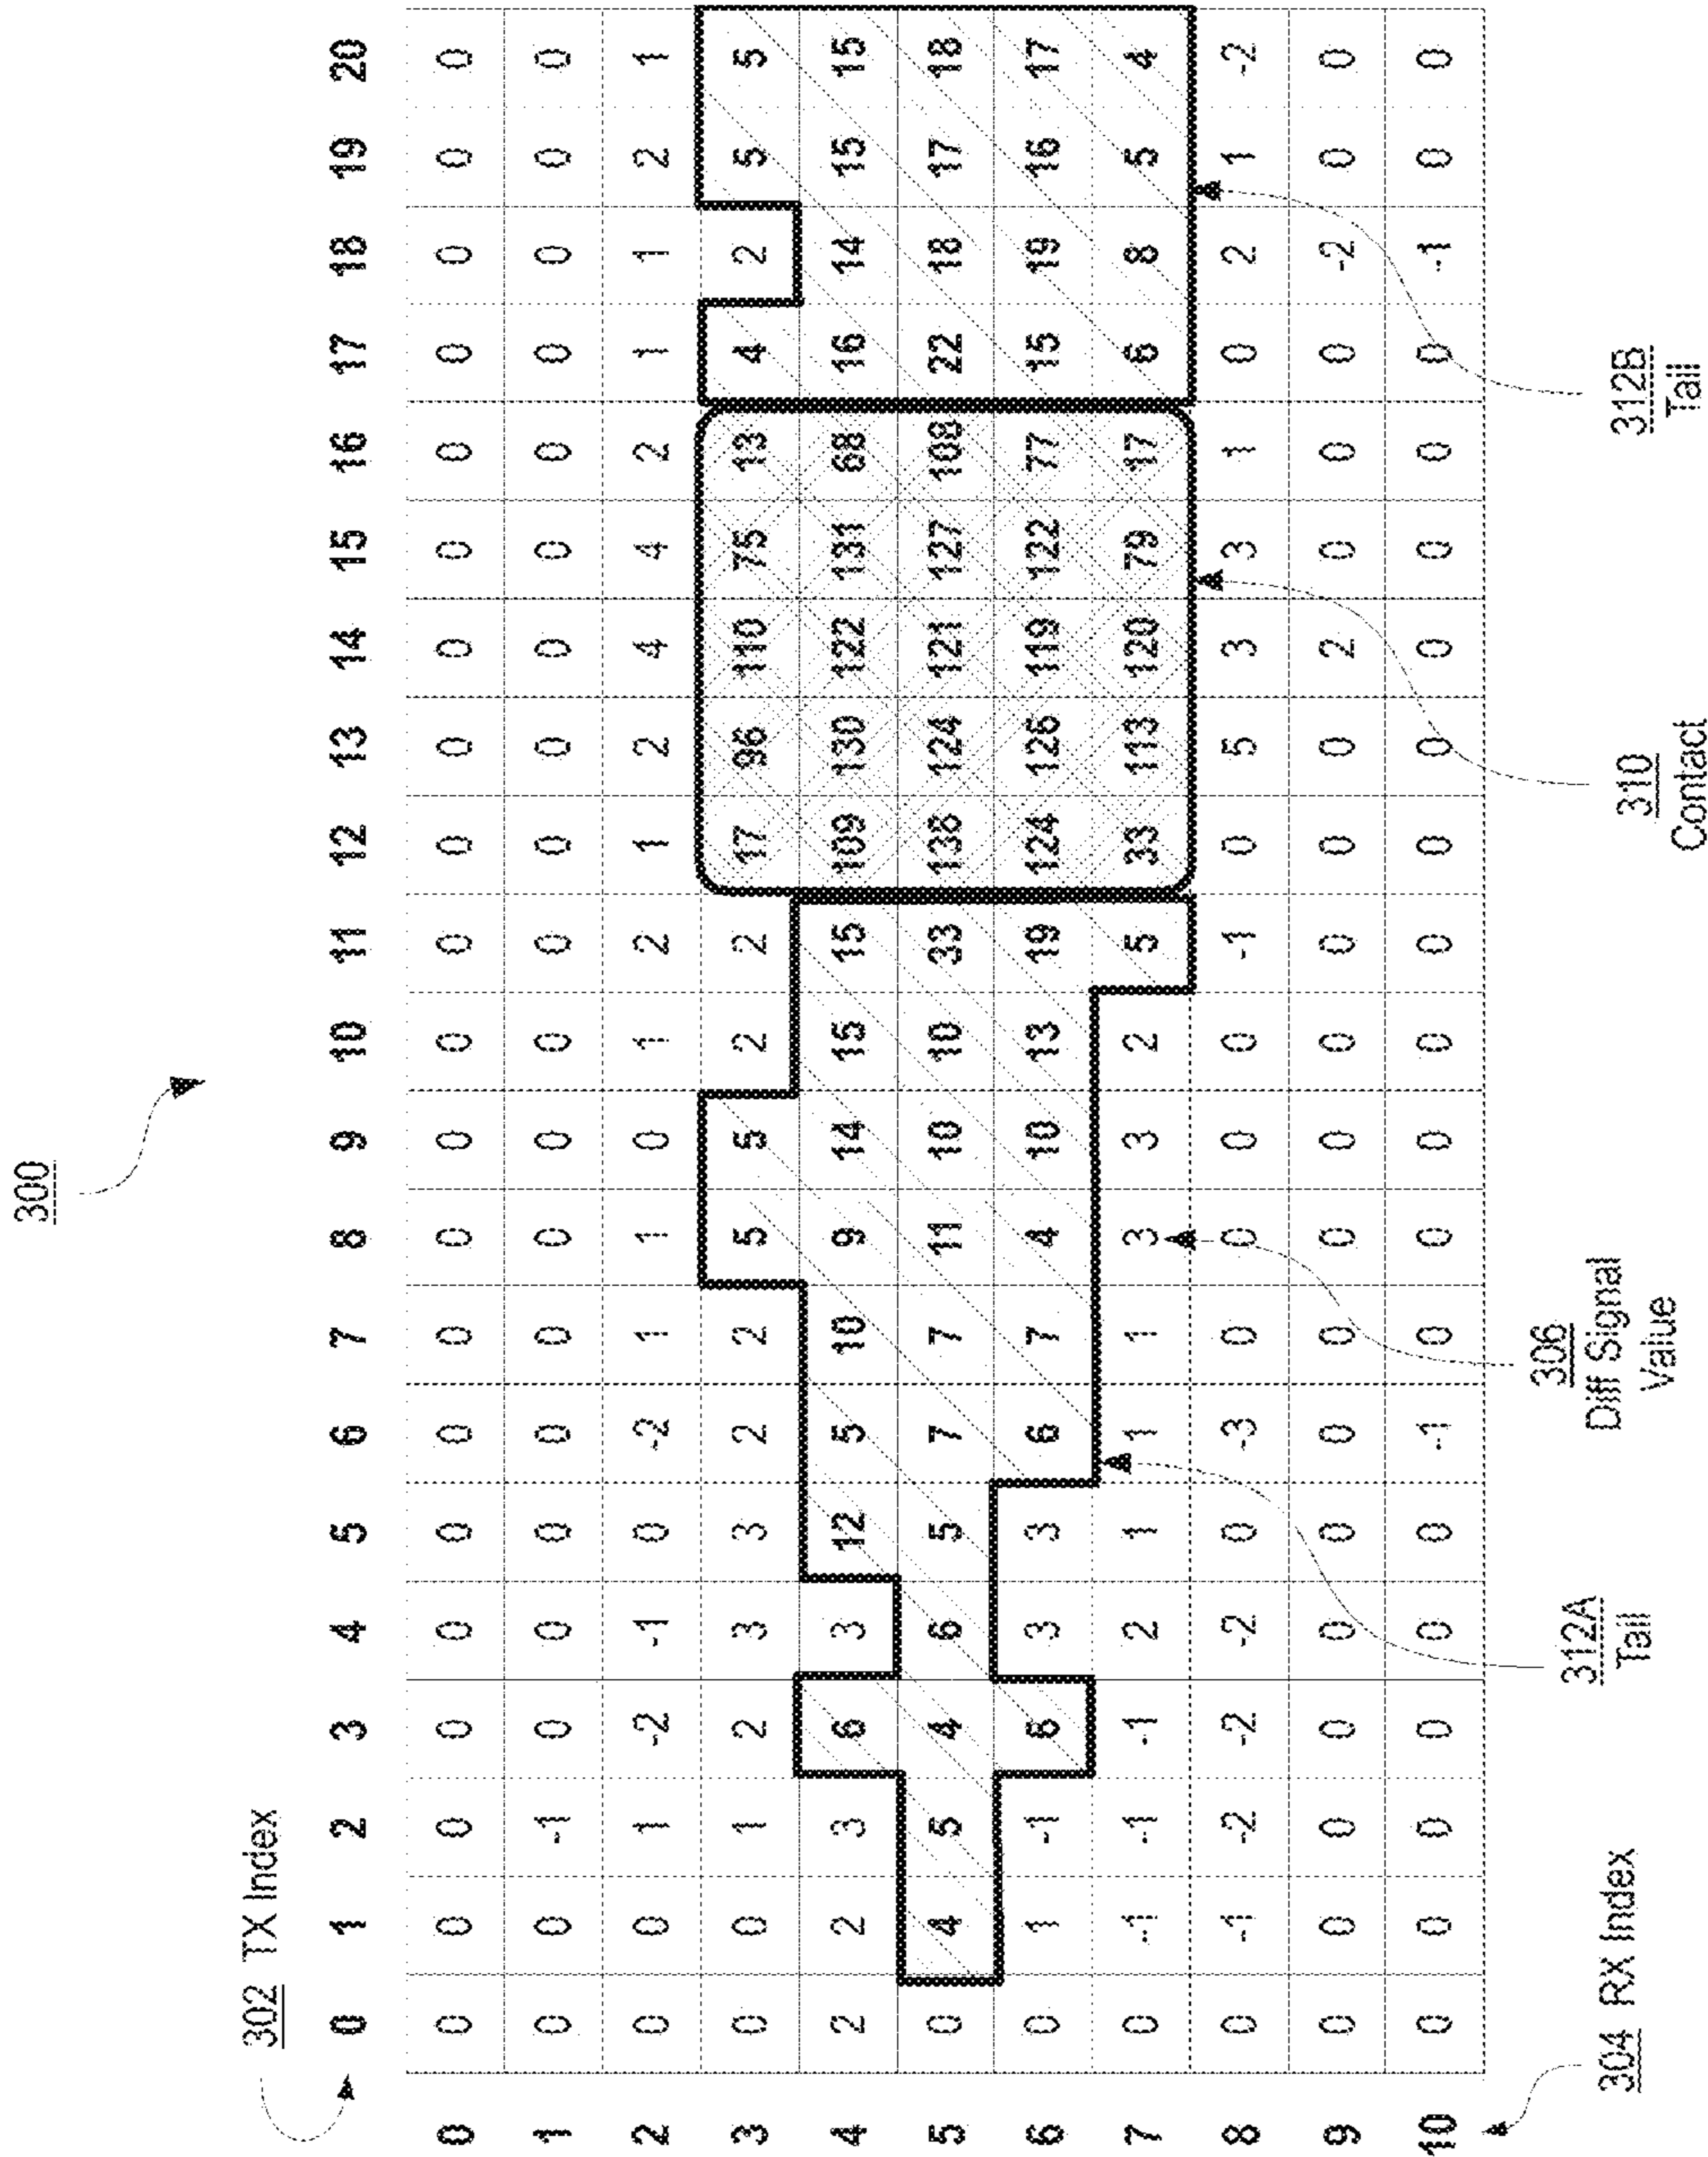 300
302 TX Index
0 1 2 3 4 5 6 7 8 9 10 11 12 13 14 15 16 17 18 19 20
0 0 0 0 0 0 0 0 0 0 0 0 0 0 0 0 0 0 0 0 0 0
1 0 0 -1 0 0 0 0 0 0 0 0 0 0 0 0 0 0 0 0 0 0
2 0 0 1 -2 -1 0 -2 1 1 0 1 2 1 2 4 4 2 1 1 2 1
3 0 0 1 2 3 3 2 2 5 5 2 2 17 96 110 75 13 4 2 5 5
4 2 2 3 6 3 12 5 10 9 14 15 15 109 130 122 131 68 16 14 15 15
5 0 4 5 4 6 5 7 7 11 10 10 33 138 124 121 127 108 22 18 17 18
6 0 1 -1 8 3 3 6 7 4 10 13 19 124 126 119 122 77 15 19 16 17
7 0 -1 -1 -1 2 1 1 1 3 3 2 5 33 113 120 79 17 6 8 5 4
8 0 -1 -2 -2 -2 0 -3 0 0 0 0 -1 0 5 3 3 1 0 2 1 -2
9 0 0 0 0 0 0 0 0 0 0 0 0 0 0 2 0 0 0 -2 0 0
10 0 0 0 0 0 0 -1 0 0 0 0 0 0 0 0 0 0 0 -1 0 0
304 RX Index
312A
Tail
306
Diff Signal
Value
310
Contact
312B
Tail